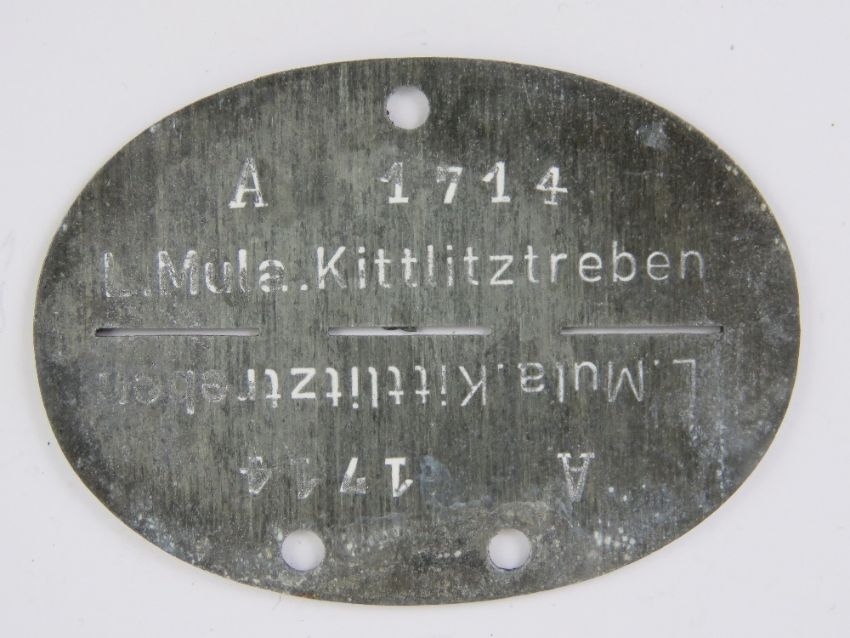 A 1714
L.Mula..Kittlitztreben
L.Mula.Kittlitztreben
A 1714